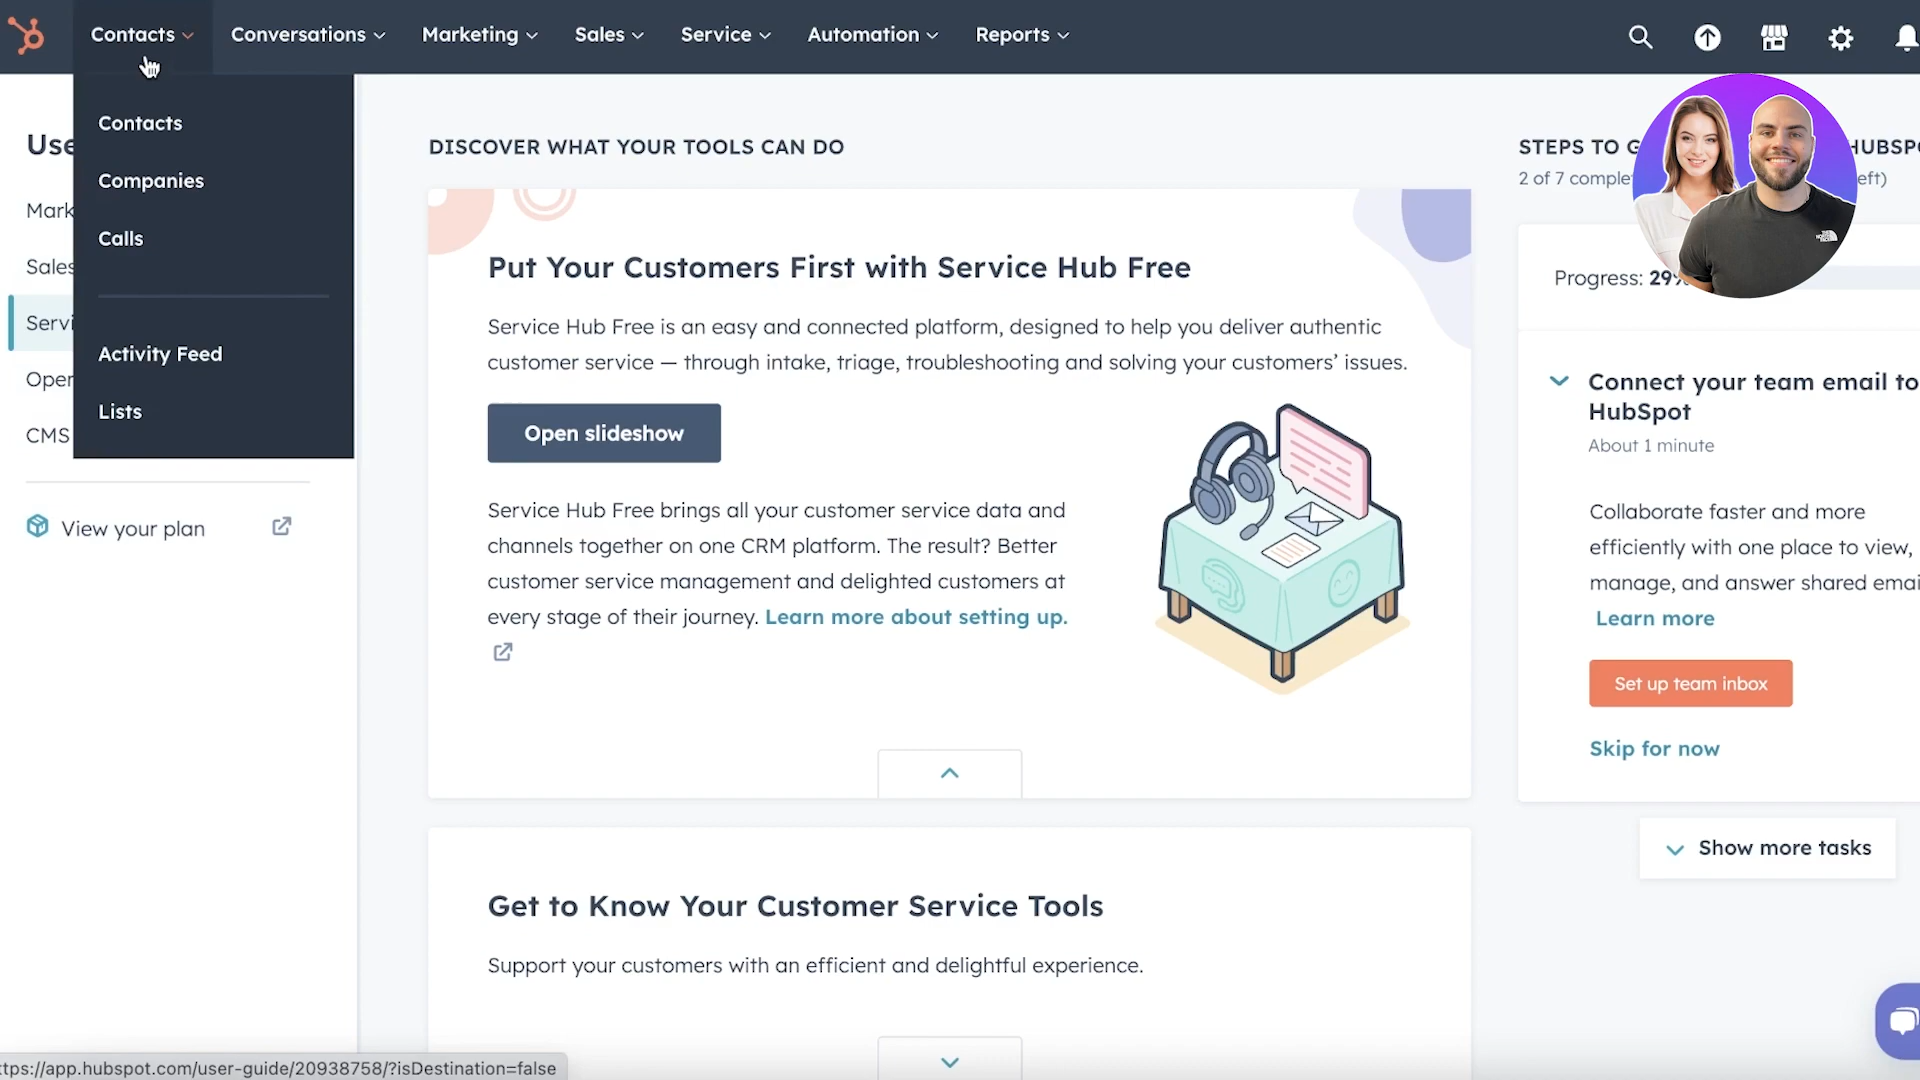 Contacts
Conversations
Marketing
Sales
Service
Automation
Reports
Contacts
Companies
Calls
Activity Feed
Lists
Use
Mark
Sales
Servi
Oper
CMS
View your plan
DISCOVER WHAT YOUR TOOLS CAN DO
Put Your Customers First with Service Hub Free
Service Hub Free is an easy and connected platform, designed to help you deliver authentic
customer service — through intake, triage, troubleshooting and solving your customers’ issues.
Open slideshow
Service Hub Free brings all your customer service data and
channels together on one CRM platform. The result? Better
customer service management and delighted customers at
every stage of their journey. Learn more about setting up.
Get to Know Your Customer Service Tools
Support your customers with an efficient and delightful experience.
STEPS TO G HUBSPO
2 of 7 comple eft)
Progress: 29%
Connect your team email to
HubSpot
About 1 minute
Collaborate faster and more
efficiently with one place to view,
manage, and answer shared emai
Learn more
Set up team inbox
Skip for now
Show more tasks
ttps://app.hubspot.com/user-guide/20938758/?isDestination=false